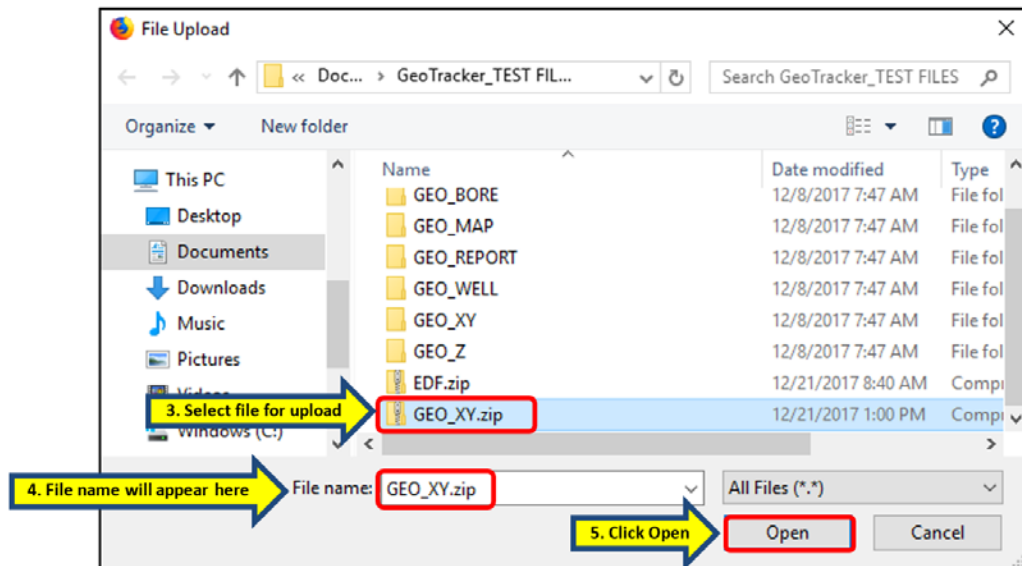 File Upload
« Doc... > GeoTracker_TEST FIL...
Search GeoTracker_TEST FILES
Organize
New folder
This PC
Desktop
Documents
Downloads
Music
Pictures
Videos
Windows (C:)
Name Date modified Type
GEO_BORE 12/8/2017 7:47 AM File fol
GEO_MAP 12/8/2017 7:47 AM File fol
GEO_REPORT 12/8/2017 7:47 AM File fol
GEO_WELL 12/8/2017 7:47 AM File fol
GEO_XY 12/8/2017 7:47 AM File fol
GEO_Z 12/8/2017 7:47 AM File fol
EDF.zip 12/21/2017 8:40 AM Compr
GEO_XY.zip 12/21/2017 1:00 PM Compr
3. Select file for upload
4. File name will appear here
File name: GEO_XY.zip
All Files (*.*)
5. Click Open
Open
Cancel